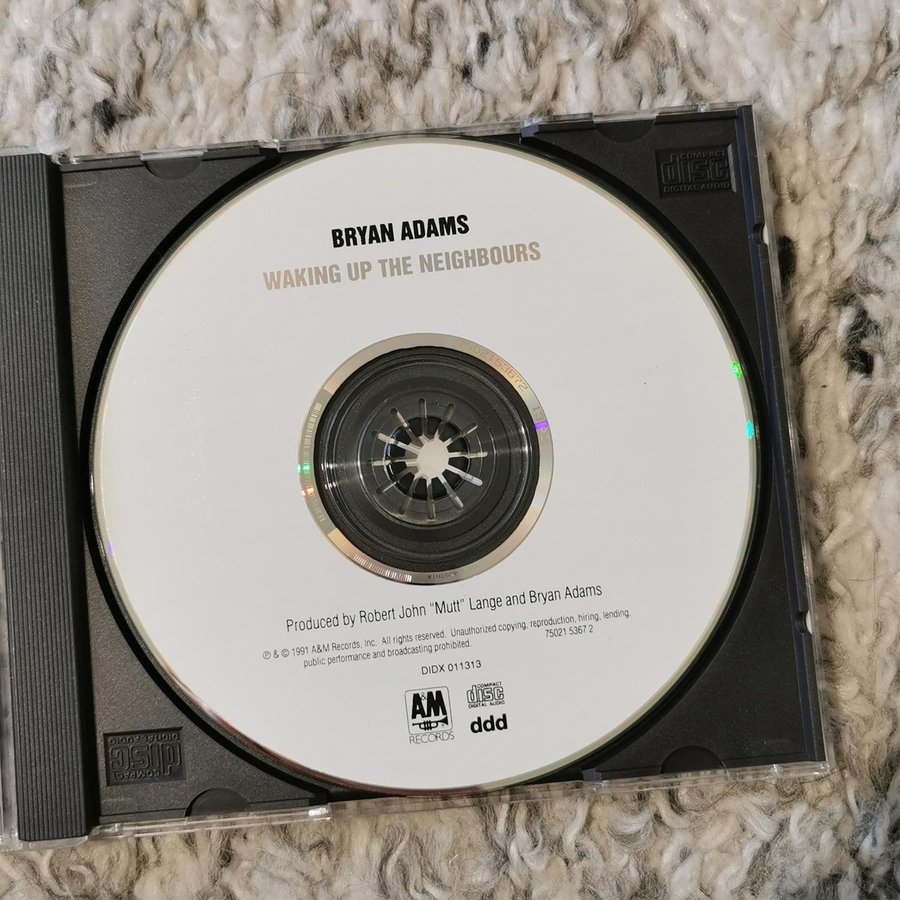 COMPACT
disc
DIGITAL AUDIO
BRYAN ADAMS
WAKING UP THE NEIGHBOURS
Produced by Robert John “Mutt” Lange and Bryan Adams
℗ & © 1991 A&M Records, Inc. All rights reserved. Unauthorized copying, reproduction, hiring, lending,
public performance and broadcasting prohibited. 75021 5367 2
DIDX 011313
A&M
RECORDS
COMPACT
disc
DIGITAL AUDIO
ddd
COMPACT
disc
DIGITAL AUDIO